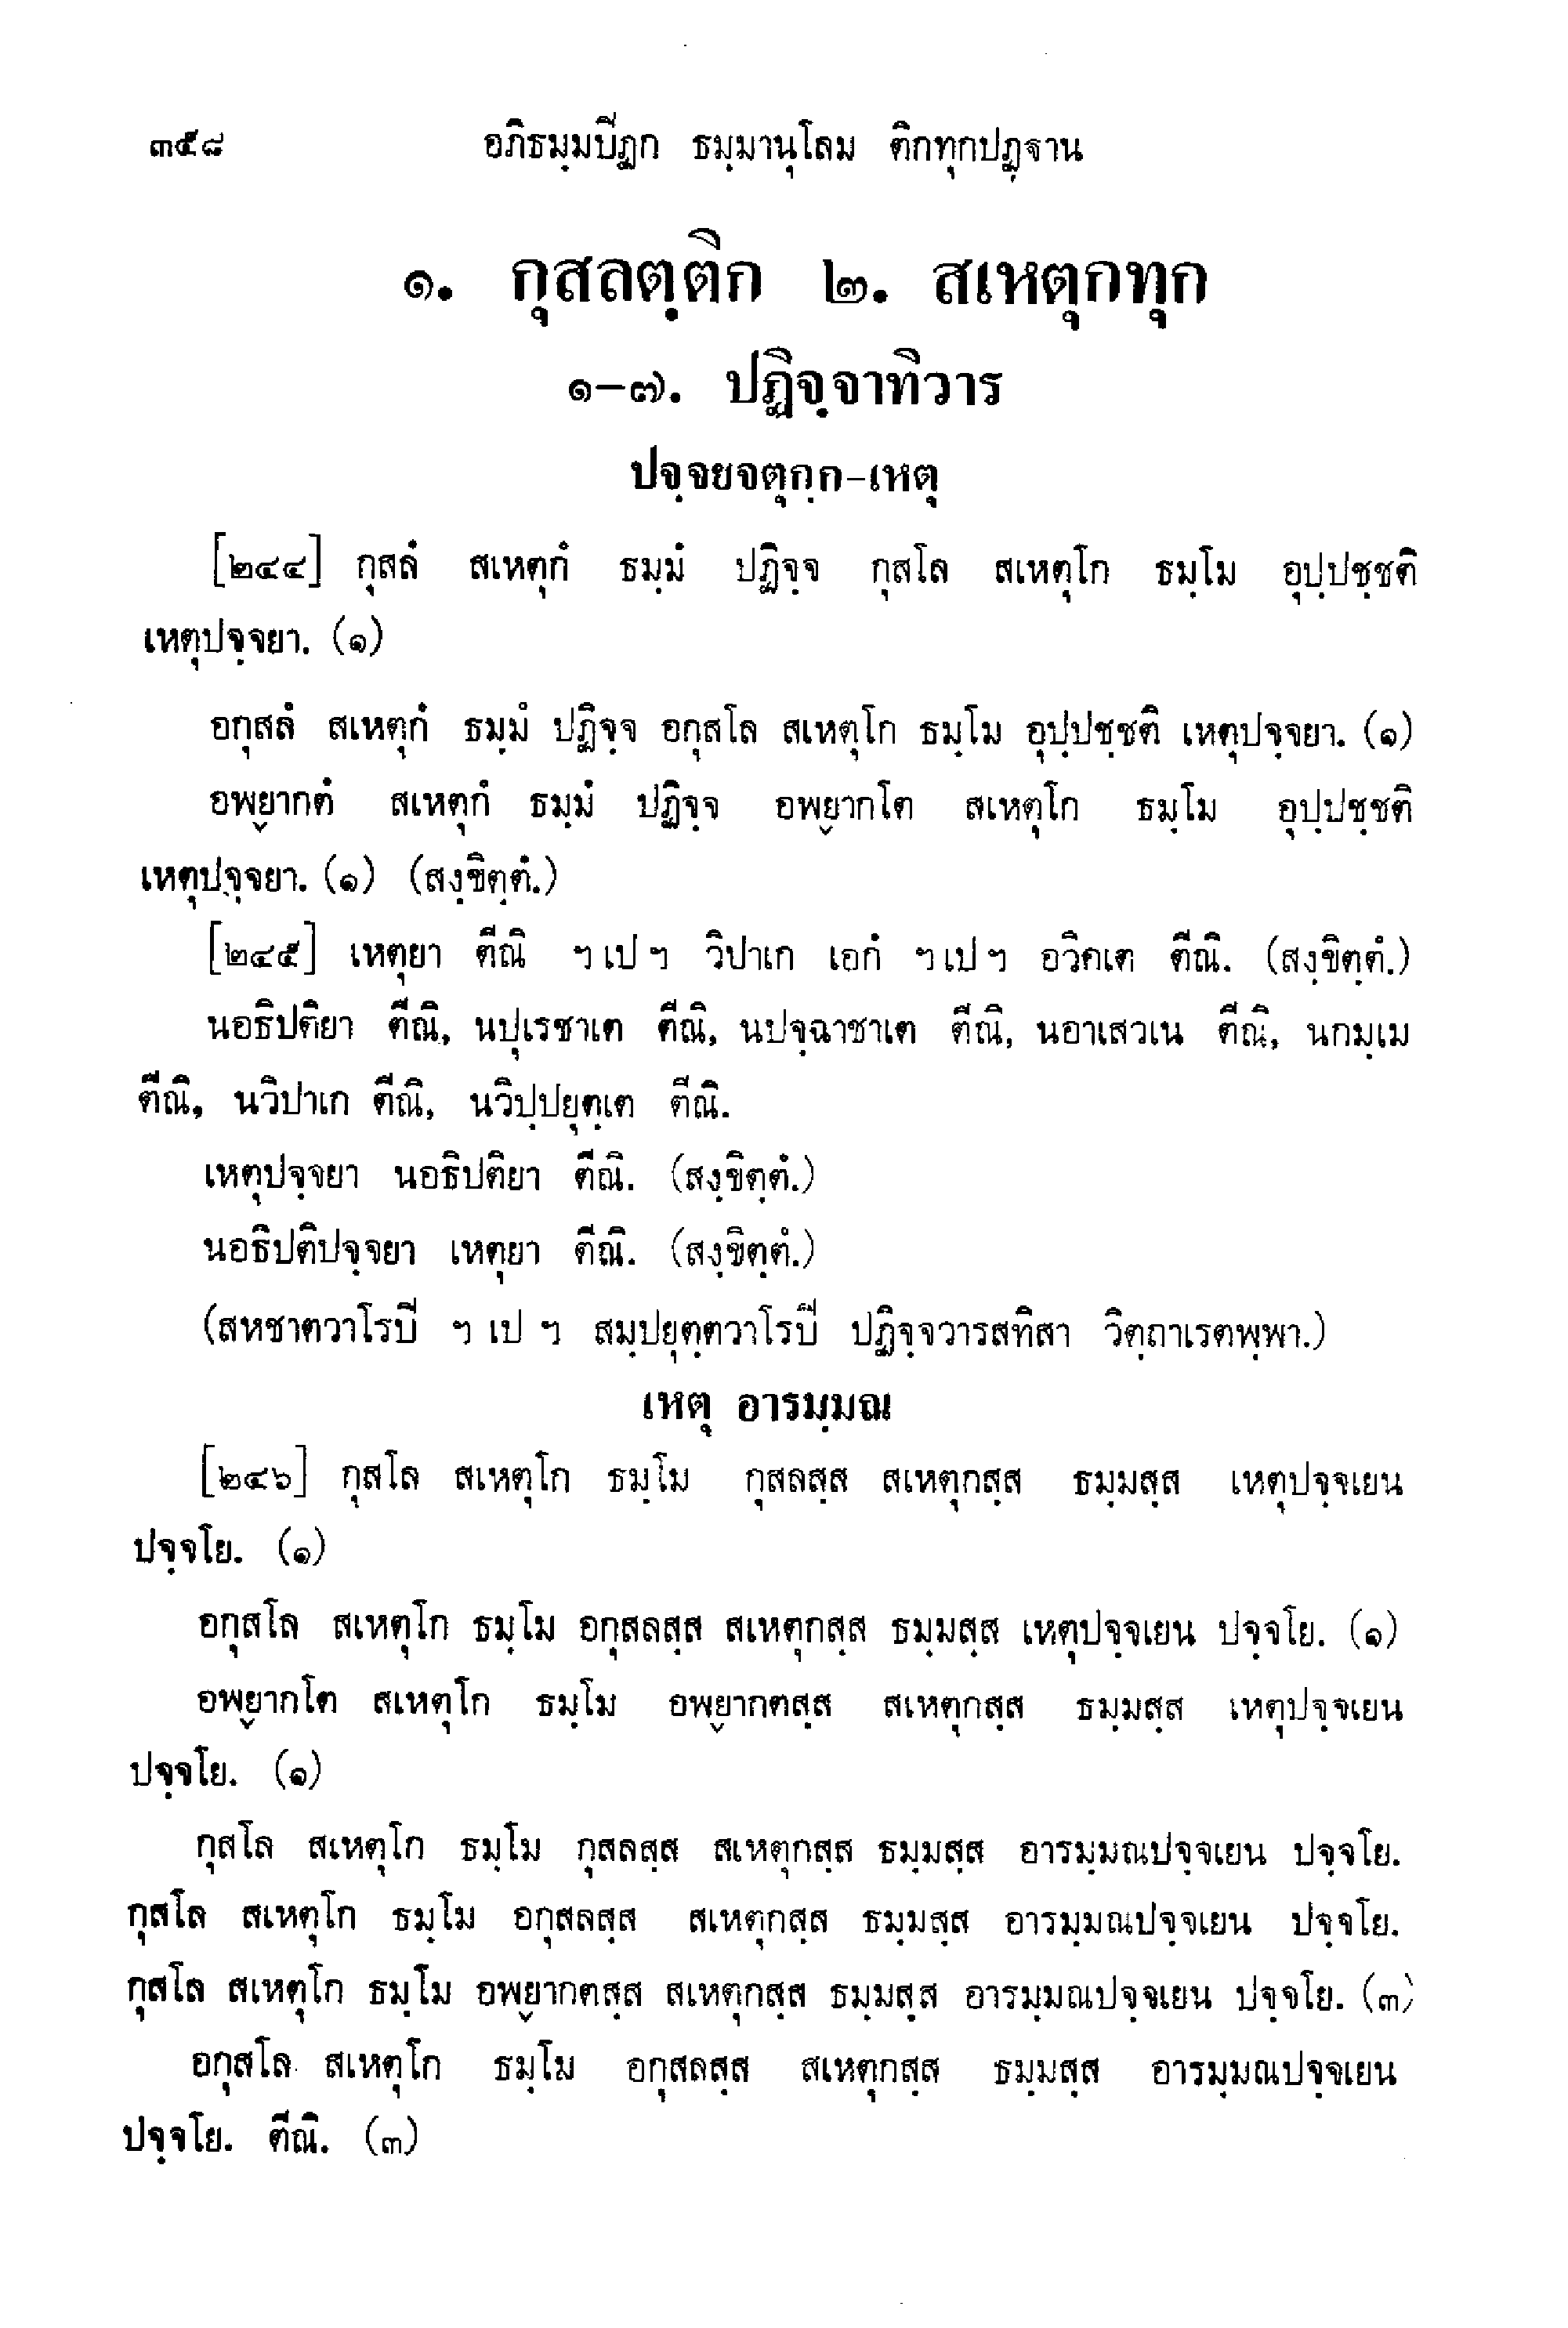 ๓๕๘ อภิธมฺมปิฏก ธมฺมานุโลม ติกทุกปฏฺฐาน
๑. กุสลตฺติก ๒. สเหตุกทุก
๑-๗. ปฏิจฺจาทิวาร
ปจฺจยจตุกฺก-เหตุ
[๒๔๔] กุสลํ สเหตุกํ ธมฺมํ ปฏิจฺจ กุสโล สเหตุโก ธมฺโม อุปฺปชฺชติ
เหตุปจฺจยา. (๑)
อกุสลํ สเหตุกํ ธมฺมํ ปฏิจฺจ อกุสโล สเหตุโก ธมฺโม อุปฺปชฺชติ เหตุปจฺจยา. (๑)
อพฺยากตํ สเหตุกํ ธมฺมํ ปฏิจฺจ อพฺยากโต สเหตุโก ธมฺโม อุปฺปชฺชติ
เหตุปจฺจยา. (๑) (สงฺขิตฺตํ.)
[๒๔๕] เหตุยา ตีณิ ฯ เป ฯ วิปาเก เอกํ ฯ เป ฯ อวิคเต ตีณิ. (สงฺขิตฺตํ.)
นอธิปติยา ตีณิ, นปุเรชาเต ตีณิ, นปจฺฉาชาเต ตีณิ, นอาเสวเน ตีณิ, นกมฺเม
ตีณิ, นวิปาเก ตีณิ, นวิปฺปยุตฺเต ตีณิ.
เหตุปจฺจยา นอธิปติยา ตีณิ. (สงฺขิตฺตํ.)
นอธิปติปจฺจยา เหตุยา ตีณิ. (สงฺขิตฺตํ.)
(สหชาตวาโรปิ ฯ เป ฯ สมฺปยุตฺตวาโรปิ ปฏิจฺจวารสทิสา วิตฺถาเรตพฺพา.)
เหตุ อารมฺมณ
[๒๔๖] กุสโล สเหตุโก ธมฺโม กุสลสฺส สเหตุกสฺส ธมฺมสฺส เหตุปจฺจเยน
ปจฺจโย. (๑)
อกุสโล สเหตุโก ธมฺโม อกุสลสฺส สเหตุกสฺส ธมฺมสฺส เหตุปจฺจเยน ปจฺจโย. (๑)
อพฺยากโต สเหตุโก ธมฺโม อพฺยากตสฺส สเหตุกสฺส ธมฺมสฺส เหตุปจฺจเยน
ปจฺจโย. (๑)
กุสโล สเหตุโก ธมฺโม กุสลสฺส สเหตุกสฺส ธมฺมสฺส อารมฺมณปจฺจเยน ปจฺจโย.
กุสโล สเหตุโก ธมฺโม อกุสลสฺส สเหตุกสฺส ธมฺมสฺส อารมฺมณปจฺจเยน ปจฺจโย.
กุสโล สเหตุโก ธมฺโม อพฺยากตสฺส สเหตุกสฺส ธมฺมสฺส อารมฺมณปจฺจเยน ปจฺจโย. (๓)
อกุสโล สเหตุโก ธมฺโม อกุสลสฺส สเหตุกสฺส ธมฺมสฺส อารมฺมณปจฺจเยน
ปจฺจโย. ตีณิ. (๓)